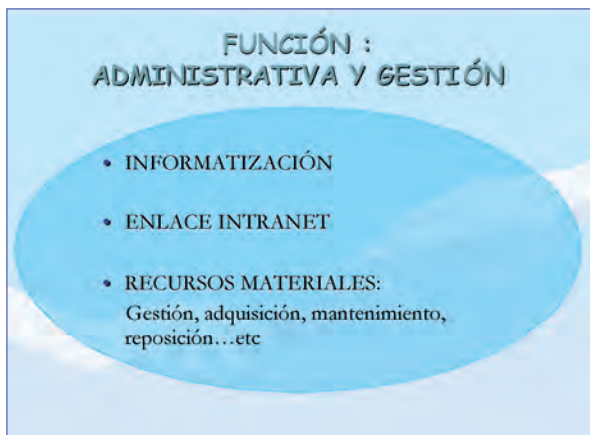 FUNCIÓN :
ADMINISTRATIVA Y GESTIÓN
• INFORMATIZACIÓN
• ENLACE INTRANET
• RECURSOS MATERIALES:
Gestión, adquisición, mantenimiento,
reposición…etc